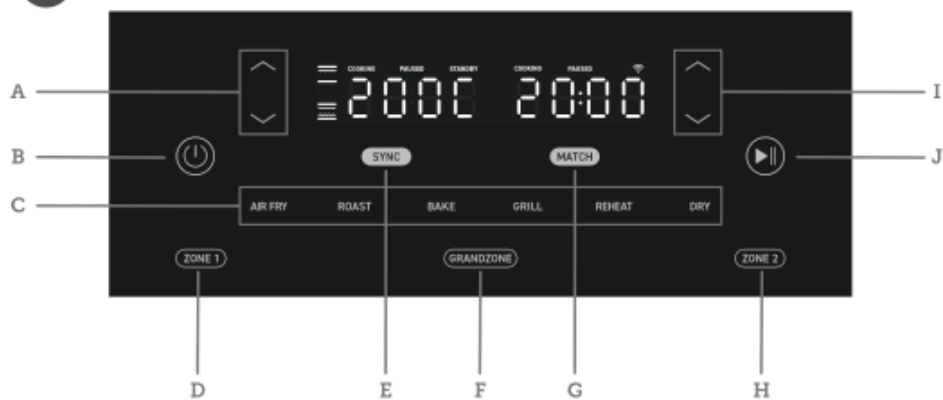 COOKING PAUSED STANDBY COOKING PAUSED
A 200C 20:00 I
B SYNC MATCH J
C AIR FRY ROAST BAKE GRILL REHEAT DRY
ZONE 1 GRANDZONE ZONE 2
D E F G H